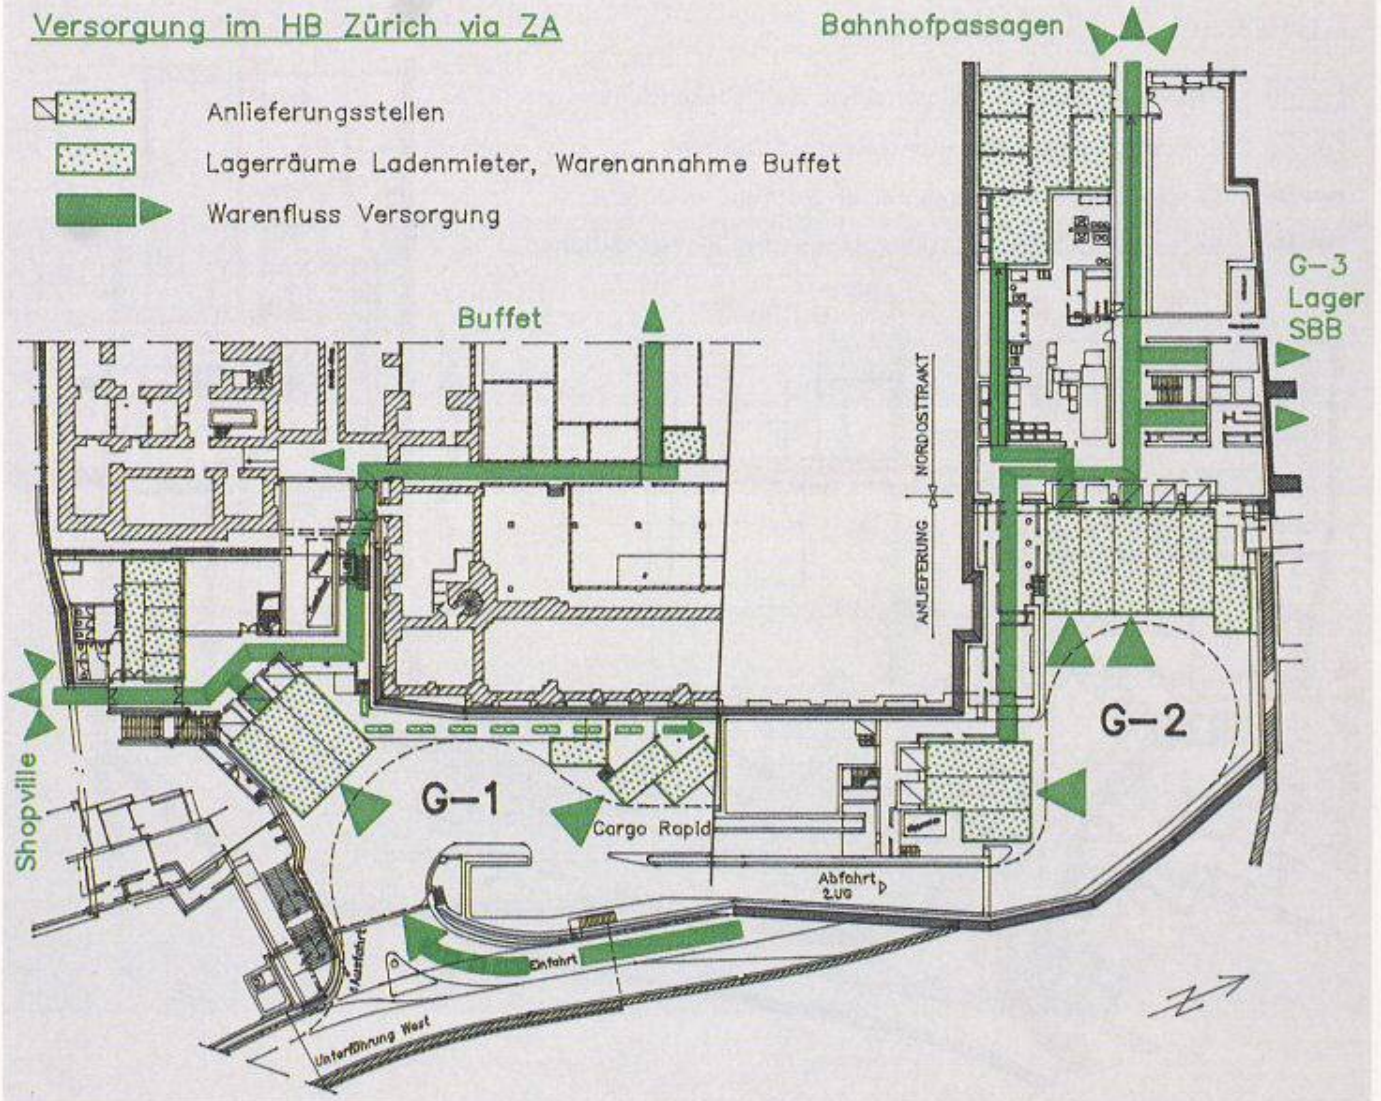 Versorgung im HB Zürich via ZA
Bahnhofpassagen
Anlieferungsstellen
Lagerräume Ladenmieter, Warenannahme Buffet
Warenfluss Versorgung
G-3
Lager
SBB
Buffet
NORDOSTTRAKT
ANLIEFERUNG
G-2
G-1
Shopville
Cargo Rapid
Abfahrt
2.UG
Einfahrt
Ausfahrt
Unterführung West